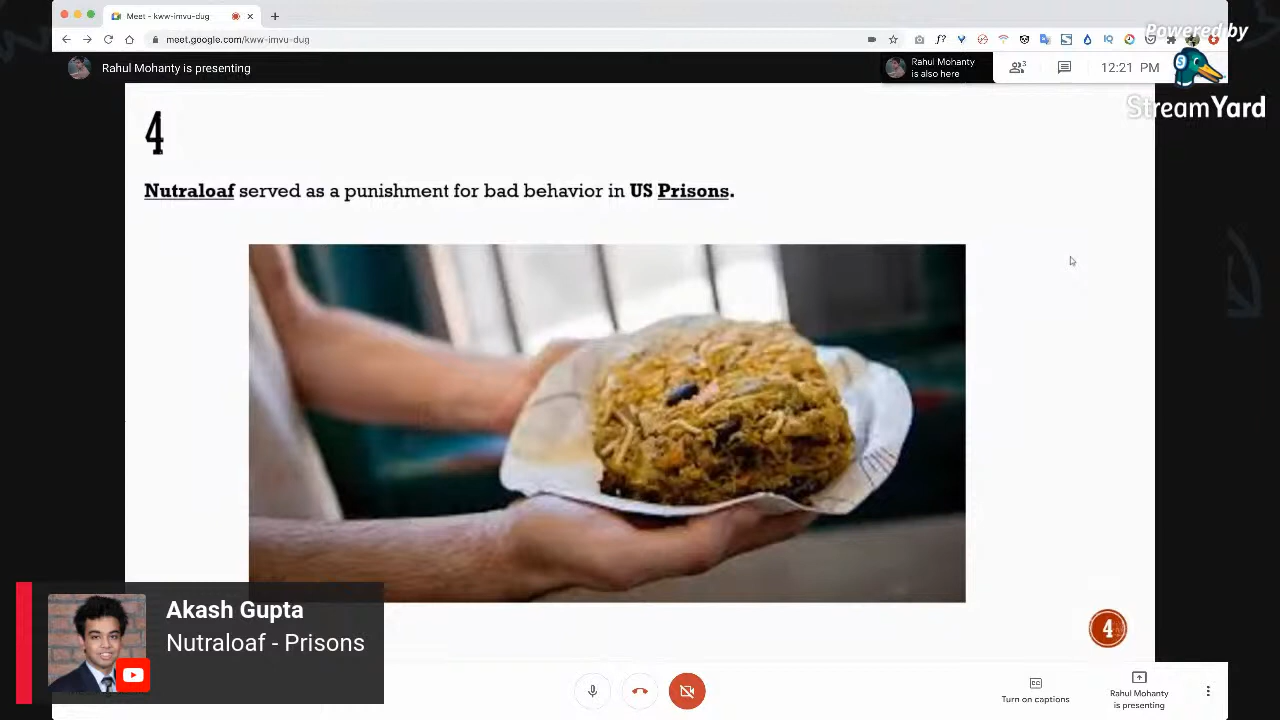 Meet - kww-imvu-dug
meet.google.com/kww-imvu-dug
Powered by
StreamYard
Rahul Mohanty is presenting
Rahul Mohanty
is also here
3
12:21 PM
4
Nutraloaf served as a punishment for bad behavior in US Prisons.
Akash Gupta
Nutraloaf - Prisons
4
Turn on captions
Rahul Mohanty
is presenting